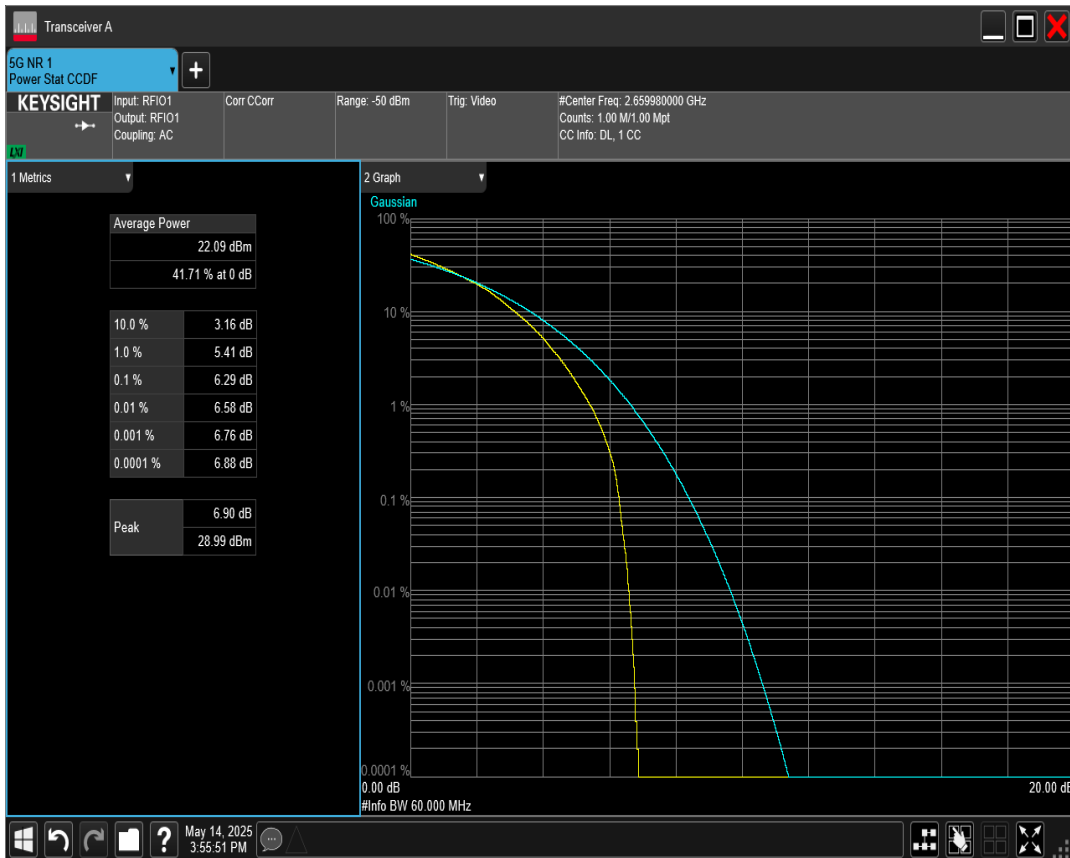 Transceiver A
5G NR 1
Power Stat CCDF
KEYSIGHT
LXI
Input: RFIO1
Output: RFIO1
Coupling: AC
Corr CCorr
Range: -50 dBm
Trig: Video
#Center Freq: 2.659980000 GHz
Counts: 1.00 M/1.00 Mpt
CC Info: DL, 1 CC
1 Metrics
Average Power
22.09 dBm
41.71 % at 0 dB
10.0 % 3.16 dB
1.0 % 5.41 dB
0.1 % 6.29 dB
0.01 % 6.58 dB
0.001 % 6.76 dB
0.0001 % 6.88 dB
Peak
6.90 dB
28.99 dBm
2 Graph
Gaussian
100 %
10 %
1 %
0.1 %
0.01 %
0.001 %
0.0001 %
0.00 dB 20.00 dB
#Info BW 60.000 MHz
May 14, 2025
3:55:51 PM